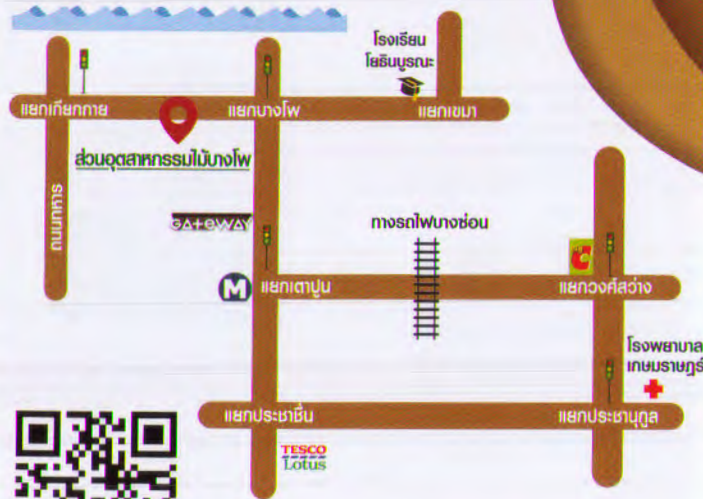 โรงเรียน
โยธินบูรณะ
แยกเกียกกาย
แยกบางโพ
แยกเขมา
ส่วนอุตสาหกรรมไม้บางโพ
ถนนทหาร
GATEWAY
ทางรถไฟบางซ่อน
M
แยกเตาปูน
C
แยกวงศ์สว่าง
โรงพยาบาล
เกษมราษฎร์
แยกประชาชื่น
แยกประชานุกูล
TESCO
Lotus